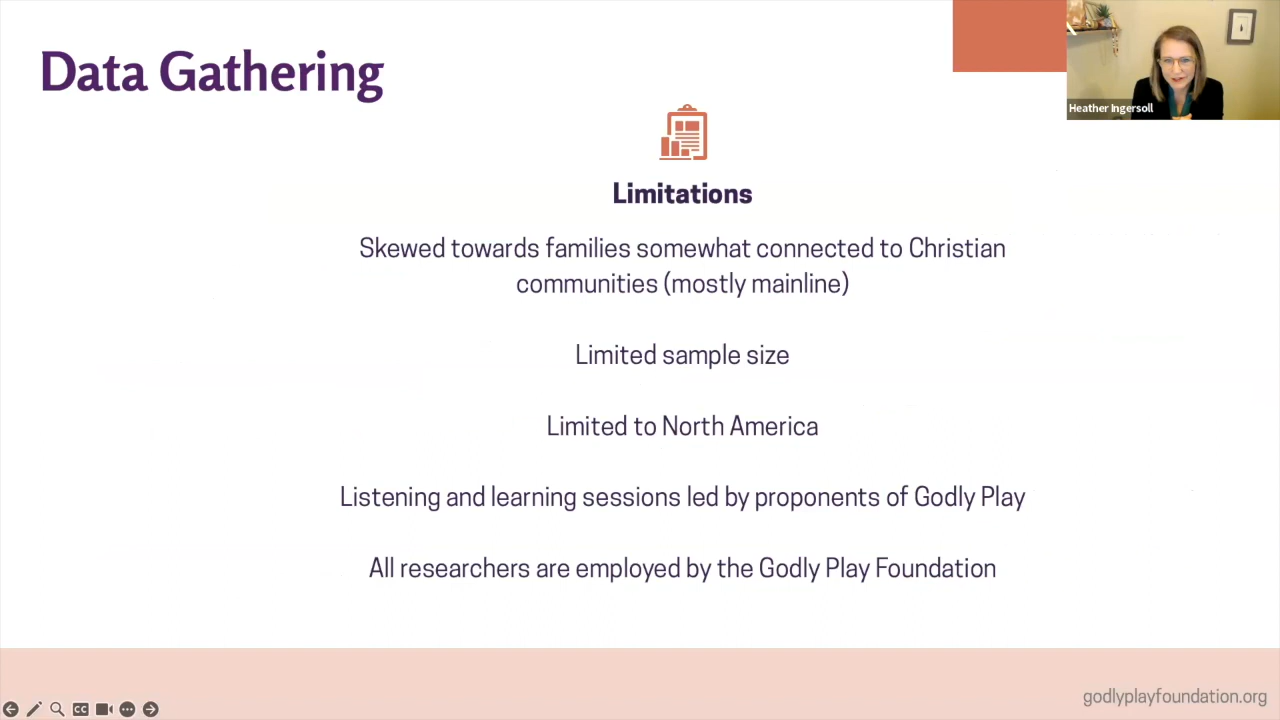 Data Gathering
Heather Ingersoll
Limitations
Skewed towards families somewhat connected to Christian
communities (mostly mainline)
Limited sample size
Limited to North America
Listening and learning sessions led by proponents of Godly Play
All researchers are employed by the Godly Play Foundation
CC
godlyplayfoundation.org